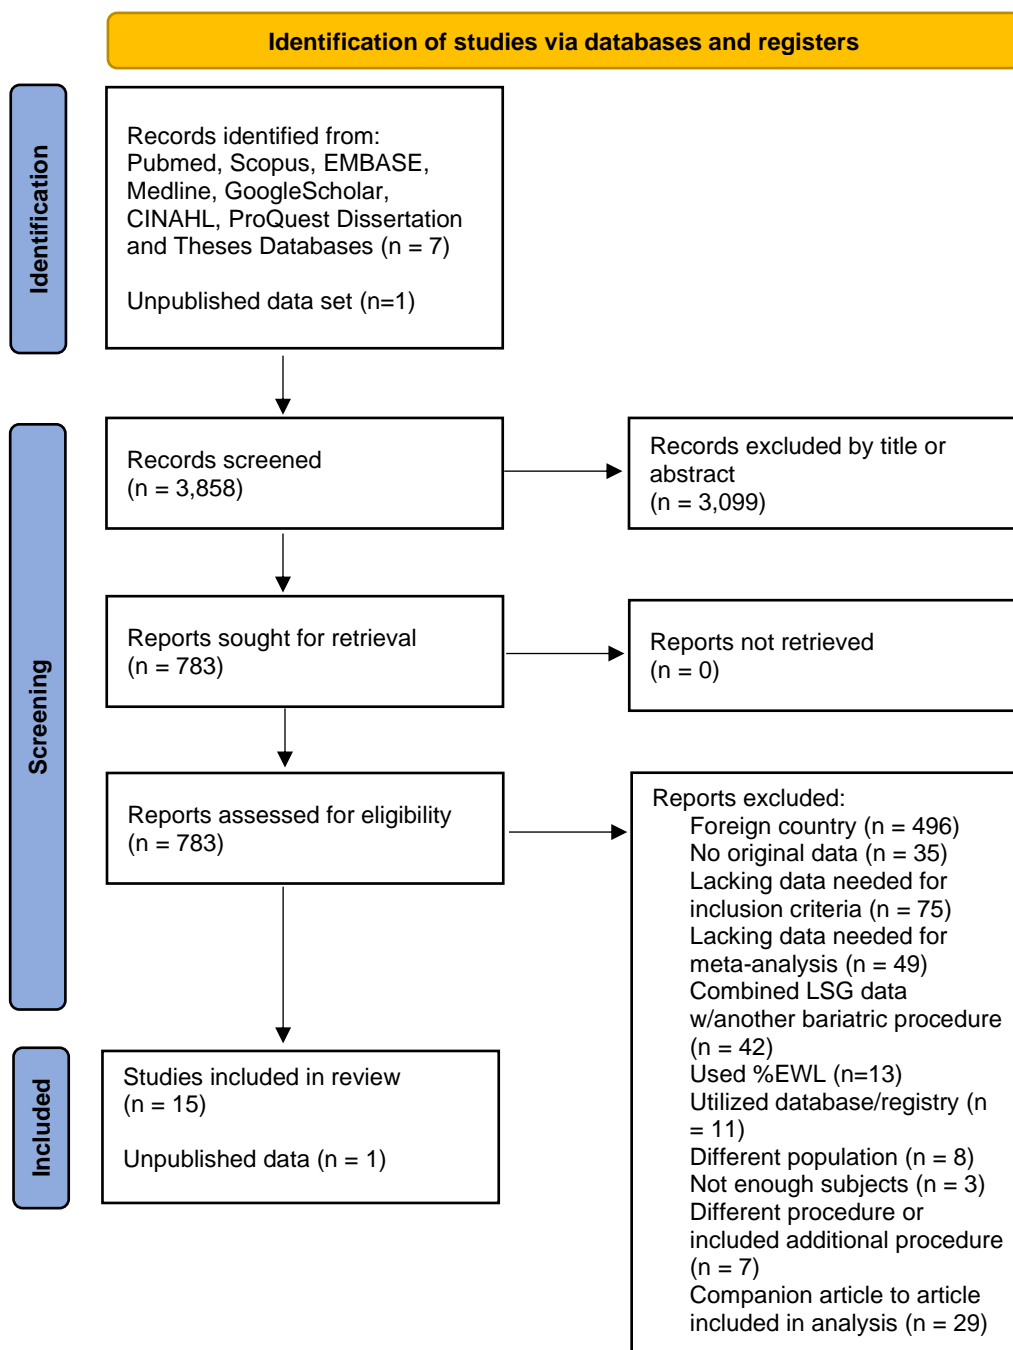 Identification of studies via databases and registers
Identification
Records identified from:
Pubmed, Scopus, EMBASE,
Medline, GoogleScholar,
CINAHL, ProQuest Dissertation
and Theses Databases (n = 7)
Unpublished data set (n=1)
Screening
Records screened
(n = 3,858)
Records excluded by title or
abstract
(n = 3,099)
Reports sought for retrieval
(n = 783)
Reports not retrieved
(n = 0)
Reports assessed for eligibility
(n = 783)
Reports excluded:
Foreign country (n = 496)
No original data (n = 35)
Lacking data needed for
inclusion criteria (n = 75)
Lacking data needed for
meta-analysis (n = 49)
Combined LSG data
w/another bariatric procedure
(n = 42)
Used %EWL (n=13)
Utilized database/registry (n
= 11)
Different population (n = 8)
Not enough subjects (n = 3)
Different procedure or
included additional procedure
(n = 7)
Companion article to article
included in analysis (n = 29)
Included
Studies included in review
(n = 15)
Unpublished data (n = 1)